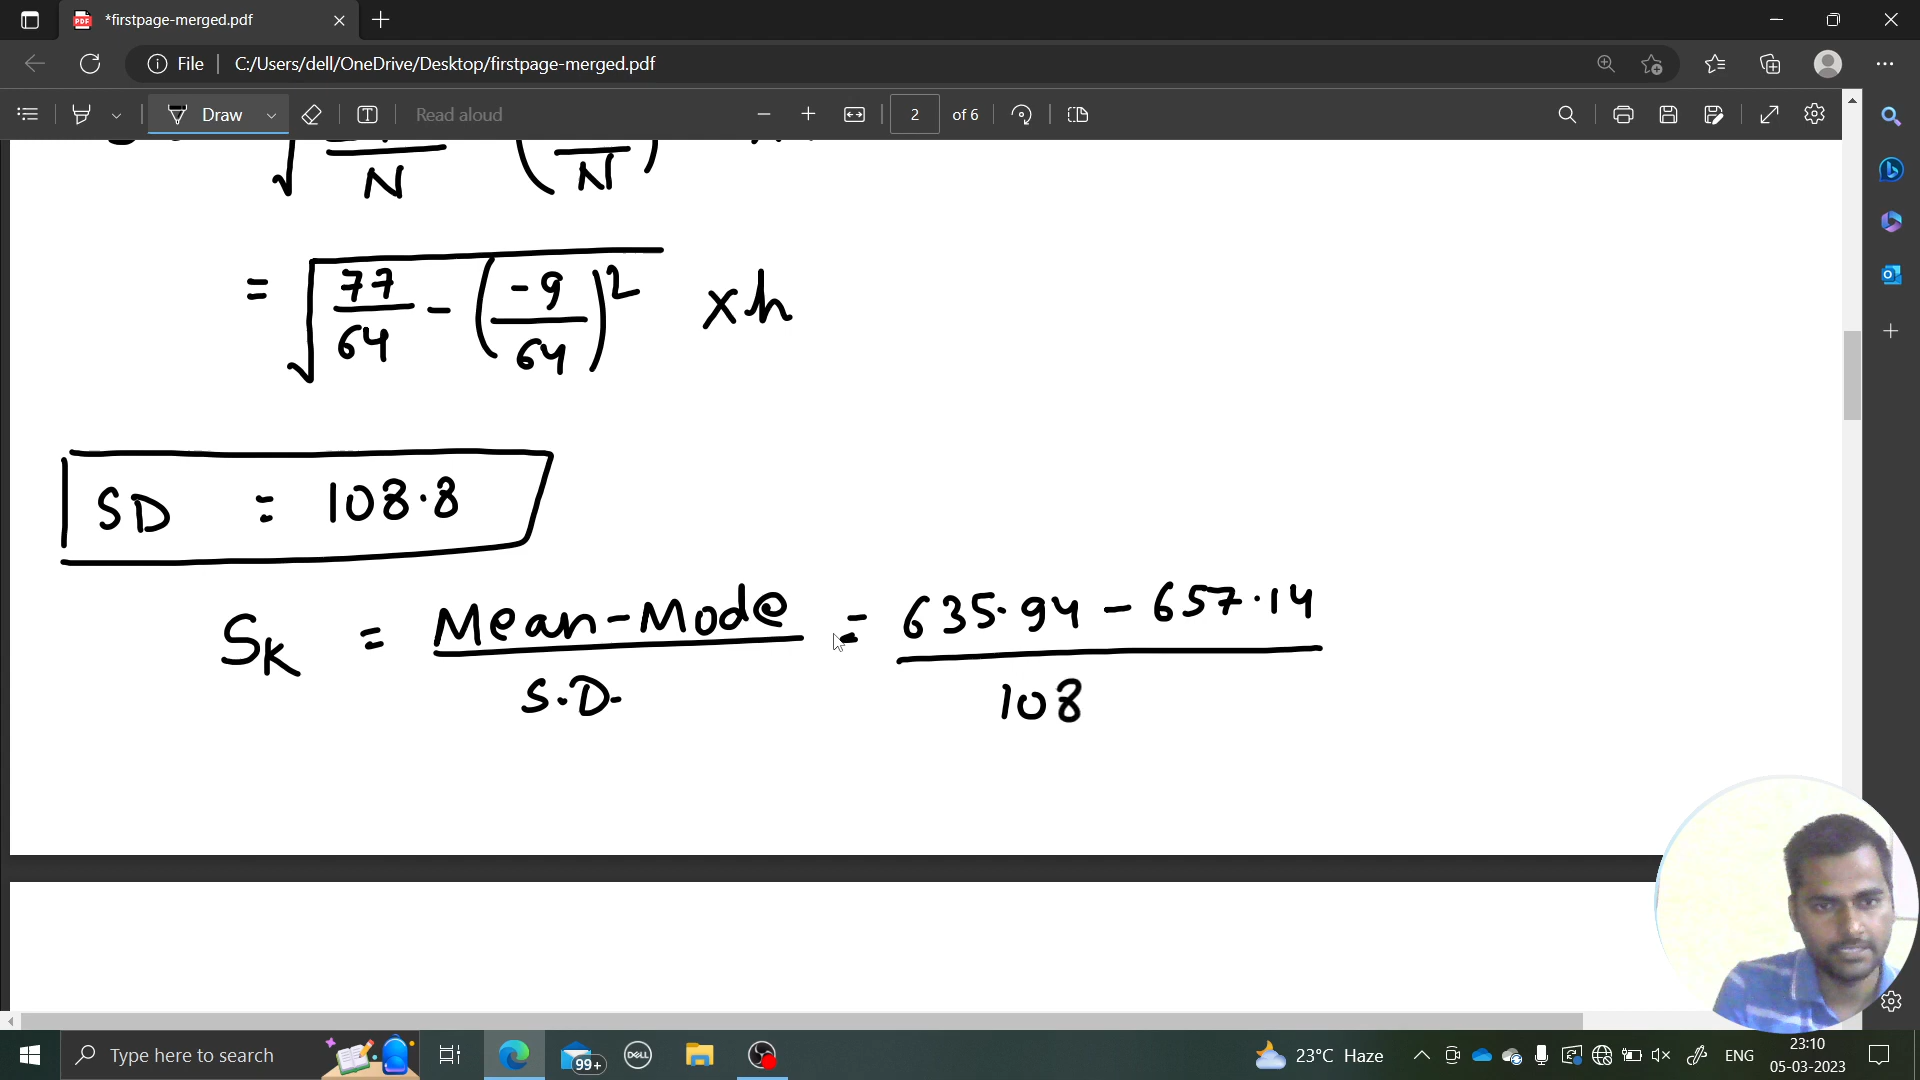 *firstpage-merged.pdf
File | C:/Users/dell/OneDrive/Desktop/firstpage-merged.pdf
Draw Read aloud 2 of 6
N N
= √ 77/64 - (-9/64)² × h
SD = 108.8
SK = Mean-Mode = 635.94 - 657.14
S.D. 108
Type here to search 99+ DELL 23°C Haze ENG 23:10
05-03-2023